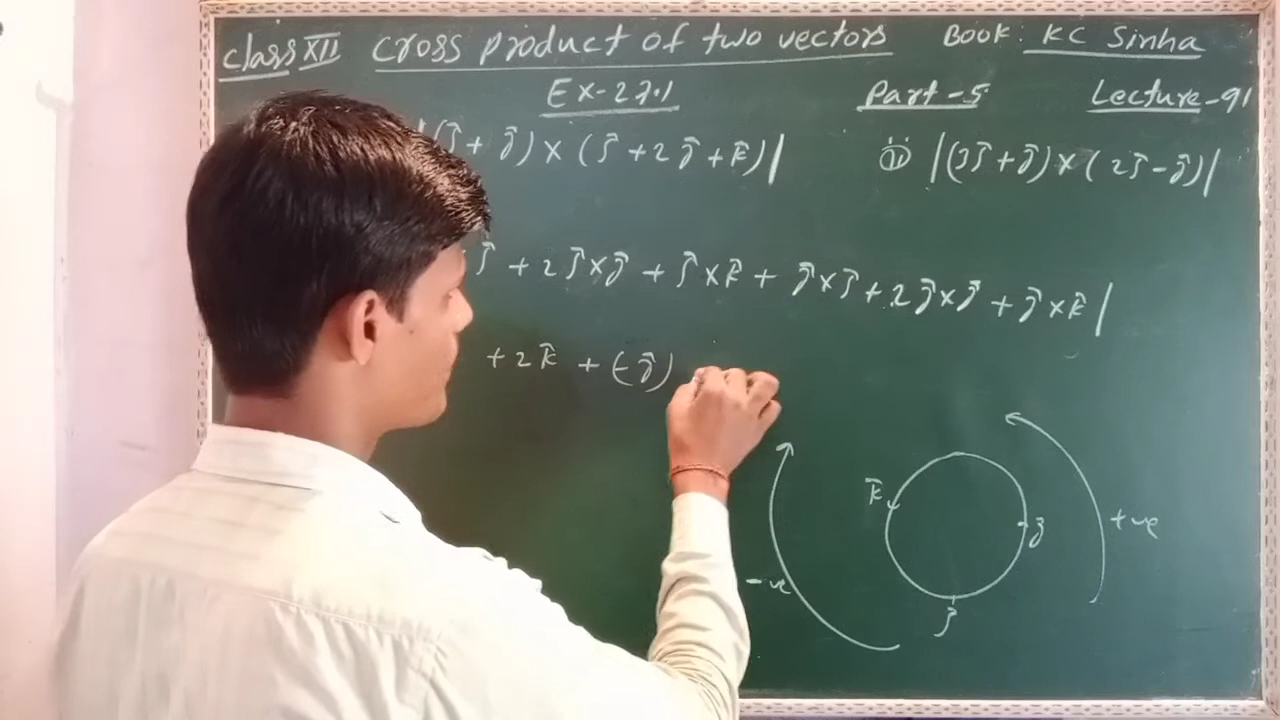 class XII cross product of two vectors Book: KC Sinha
Ex-27.1 Part-5 Lecture-91
|(î + ĵ) × (î + 2ĵ + k̂)| (ii) |(3î + ĵ) × (2î - ĵ)|
î + 2î×ĵ + î×k̂ + ĵ×î + 2ĵ×ĵ + ĵ×k̂|
+ 2k̂ + (-ĵ)
k̂
ĵ
+ve
-ve
î